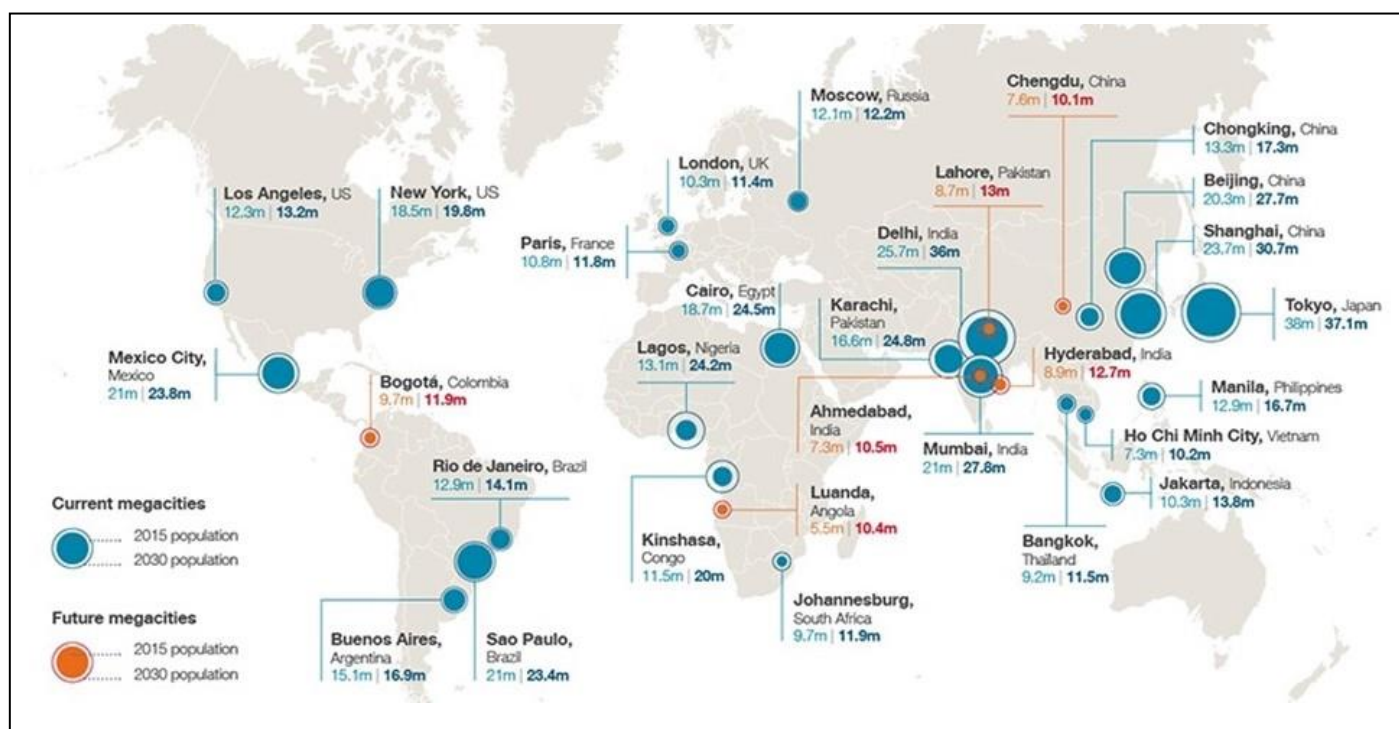 Moscow, Russia
12.1m | 12.2m
Chengdu, China
7.6m | 10.1m
Chongking, China
13.3m | 17.3m
London, UK
10.3m | 11.4m
Lahore, Pakistan
8.7m | 13m
Beijing, China
20.3m | 27.7m
Los Angeles, US
12.3m | 13.2m
New York, US
18.5m | 19.8m
Paris, France
10.8m | 11.8m
Delhi, India
25.7m | 36m
Shanghai, China
23.7m | 30.7m
Cairo, Egypt
18.7m | 24.5m
Karachi,
Pakistan
16.6m | 24.8m
Tokyo, Japan
38m | 37.1m
Mexico City,
Mexico
21m | 23.8m
Lagos, Nigeria
13.1m | 24.2m
Hyderabad, India
8.9m | 12.7m
Bogotá, Colombia
9.7m | 11.9m
Manila, Philippines
12.9m | 16.7m
Ahmedabad,
India
7.3m | 10.5m
Mumbai, India
21m | 27.8m
Ho Chi Minh City, Vietnam
7.3m | 10.2m
Rio de Janeiro, Brazil
12.9m | 14.1m
Jakarta, Indonesia
10.3m | 13.8m
Luanda,
Angola
5.5m | 10.4m
Kinshasa,
Congo
11.5m | 20m
Bangkok,
Thailand
9.2m | 11.5m
Johannesburg,
South Africa
9.7m | 11.9m
Buenos Aires,
Argentina
15.1m | 16.9m
Sao Paulo,
Brazil
21m | 23.4m
Current megacities
2015 population
2030 population
Future megacities
2015 population
2030 population